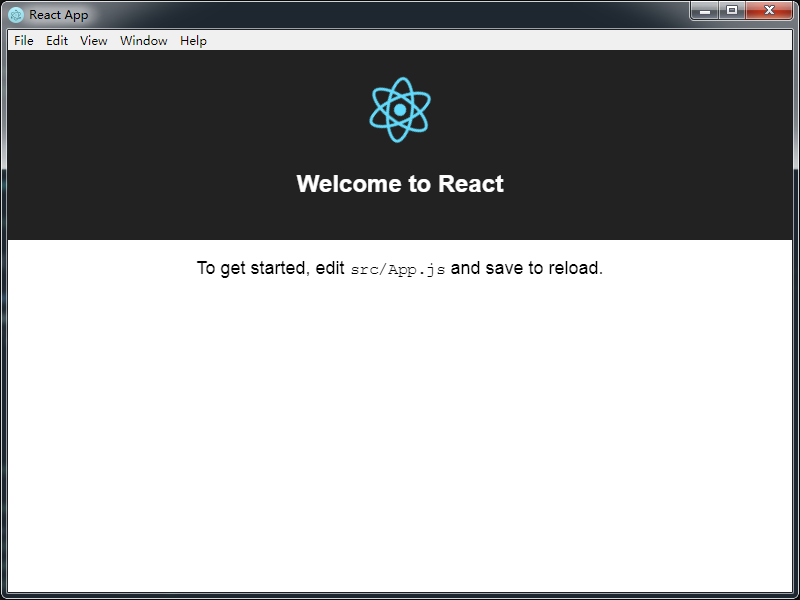 React App
File Edit View Window Help
Welcome to React
To get started, edit src/App.js and save to reload.